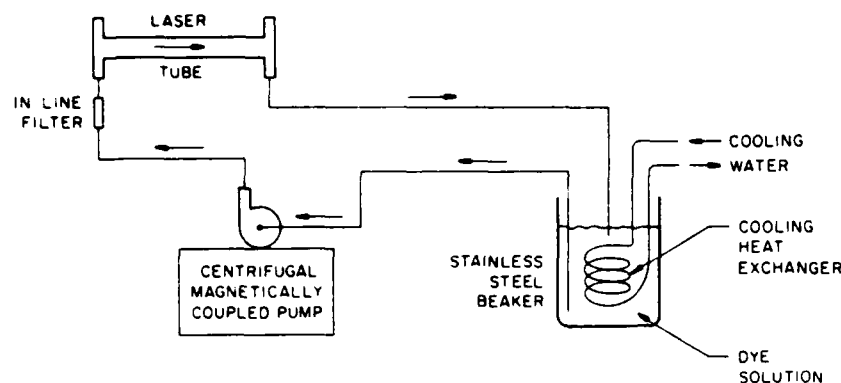 LASER
TUBE
IN LINE
FILTER
COOLING
WATER
CENTRIFUGAL
MAGNETICALLY
COUPLED PUMP
STAINLESS
STEEL
BEAKER
COOLING
HEAT
EXCHANGER
DYE
SOLUTION